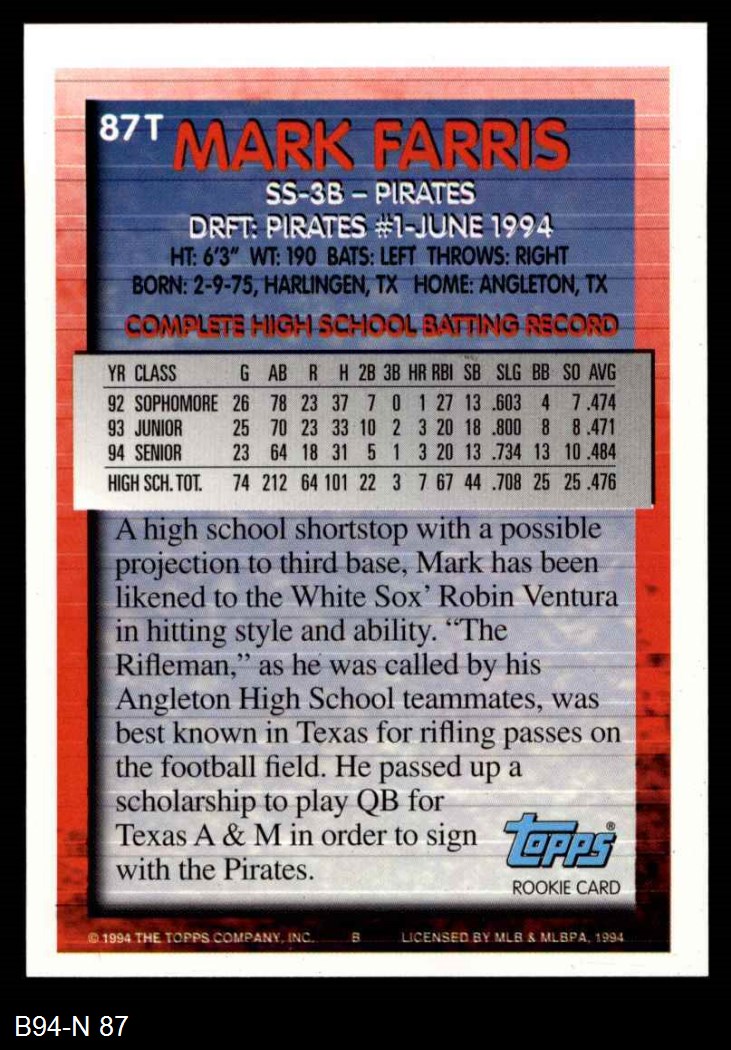 87T MARK FARRIS
SS-3B – PIRATES
DRFT: PIRATES #1-JUNE 1994
HT: 6'3" WT: 190 BATS: LEFT THROWS: RIGHT
BORN: 2-9-75, HARLINGEN, TX HOME: ANGLETON, TX
COMPLETE HIGH SCHOOL BATTING RECORD
YR CLASS G AB R H 2B 3B HR RBI SB SLG BB SO AVG
92 SOPHOMORE 26 78 23 37 7 0 1 27 13 .603 4 7 .474
93 JUNIOR 25 70 23 33 10 2 3 20 18 .800 8 8 .471
94 SENIOR 23 64 18 31 5 1 3 20 13 .734 13 10 .484
HIGH SCH. TOT. 74 212 64 101 22 3 7 67 44 .708 25 25 .476
A high school shortstop with a possible
projection to third base, Mark has been
likened to the White Sox' Robin Ventura
in hitting style and ability. “The
Rifleman,” as he was called by his
Angleton High School teammates, was
best known in Texas for rifling passes on
the football field. He passed up a
scholarship to play QB for
Texas A & M in order to sign
with the Pirates.
Topps®
ROOKIE CARD
© 1994 THE TOPPS COMPANY, INC. B LICENSED BY MLB & MLBPA, 1994
B94-N 87